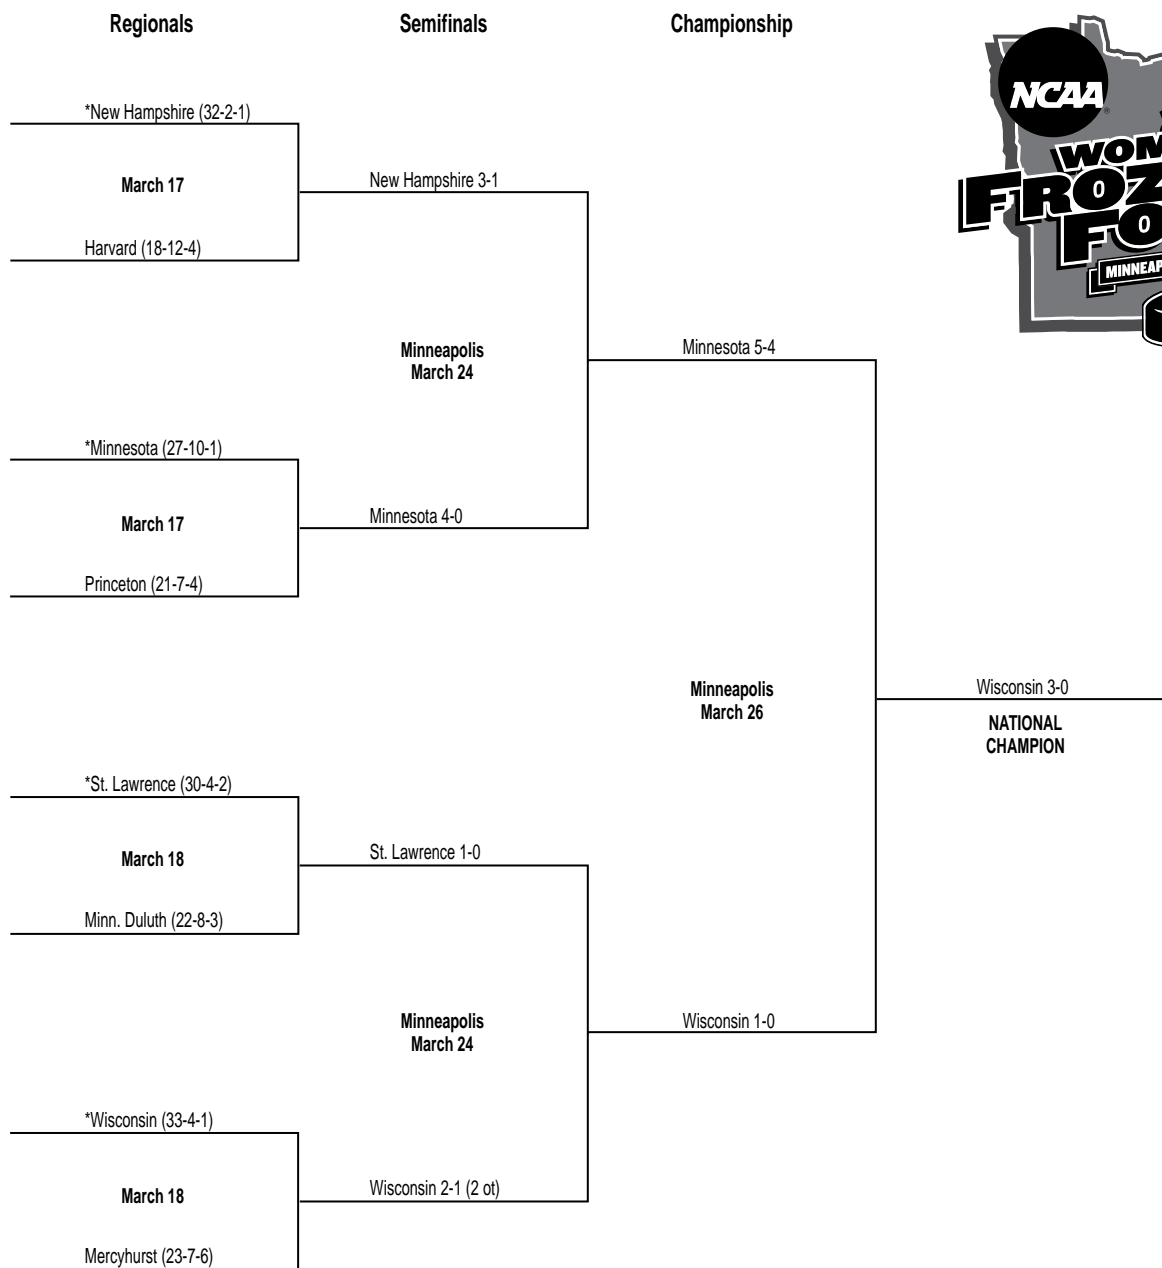 Regionals Semifinals Championship
NCAA
*New Hampshire (32-2-1)
March 17
New Hampshire 3-1
Harvard (18-12-4)
MINNEAP
Minneapolis
March 24
Minnesota 5-4
*Minnesota (27-10-1)
March 17
Minnesota 4-0
Princeton (21-7-4)
Minneapolis
March 26
Wisconsin 3-0
NATIONAL
CHAMPION
*St. Lawrence (30-4-2)
March 18
St. Lawrence 1-0
Minn. Duluth (22-8-3)
Minneapolis
March 24
Wisconsin 1-0
*Wisconsin (33-4-1)
March 18
Wisconsin 2-1 (2 ot)
Mercyhurst (23-7-6)